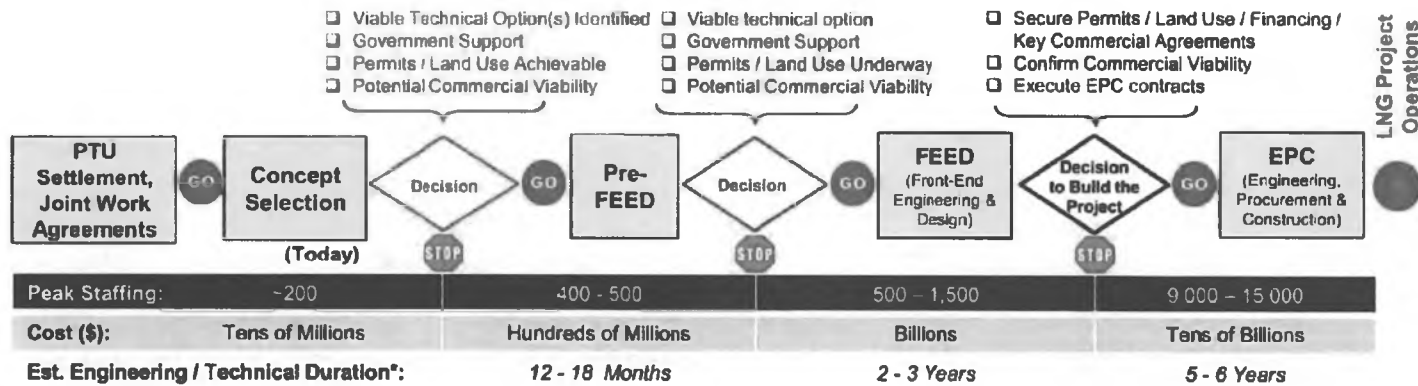 ❑ Viable Technical Option(s) Identified
❑ Government Support
❑ Permits / Land Use Achievable
❑ Potential Commercial Viability
❑ Viable technical option
❑ Government Support
❑ Permits / Land Use Underway
❑ Potential Commercial Viability
❑ Secure Permits / Land Use / Financing /
Key Commercial Agreements
❑ Confirm Commercial Viability
❑ Execute EPC contracts
LNG Project
Operations
PTU
Settlement,
Joint Work
Agreements
GO
Concept
Selection
(Today)
Decision
STOP
GO
Pre-
FEED
Decision
STOP
GO
FEED
(Front-End
Engineering &
Design)
Decision
to Build the
Project
STOP
GO
EPC
(Engineering,
Procurement &
Construction)
Peak Staffing: ~200 400 - 500 500 – 1,500 9 000 – 15 000
Cost ($): Tens of Millions Hundreds of Millions Billions Tens of Billions
Est. Engineering / Technical Duration*: 12 - 18 Months 2 - 3 Years 5 - 6 Years